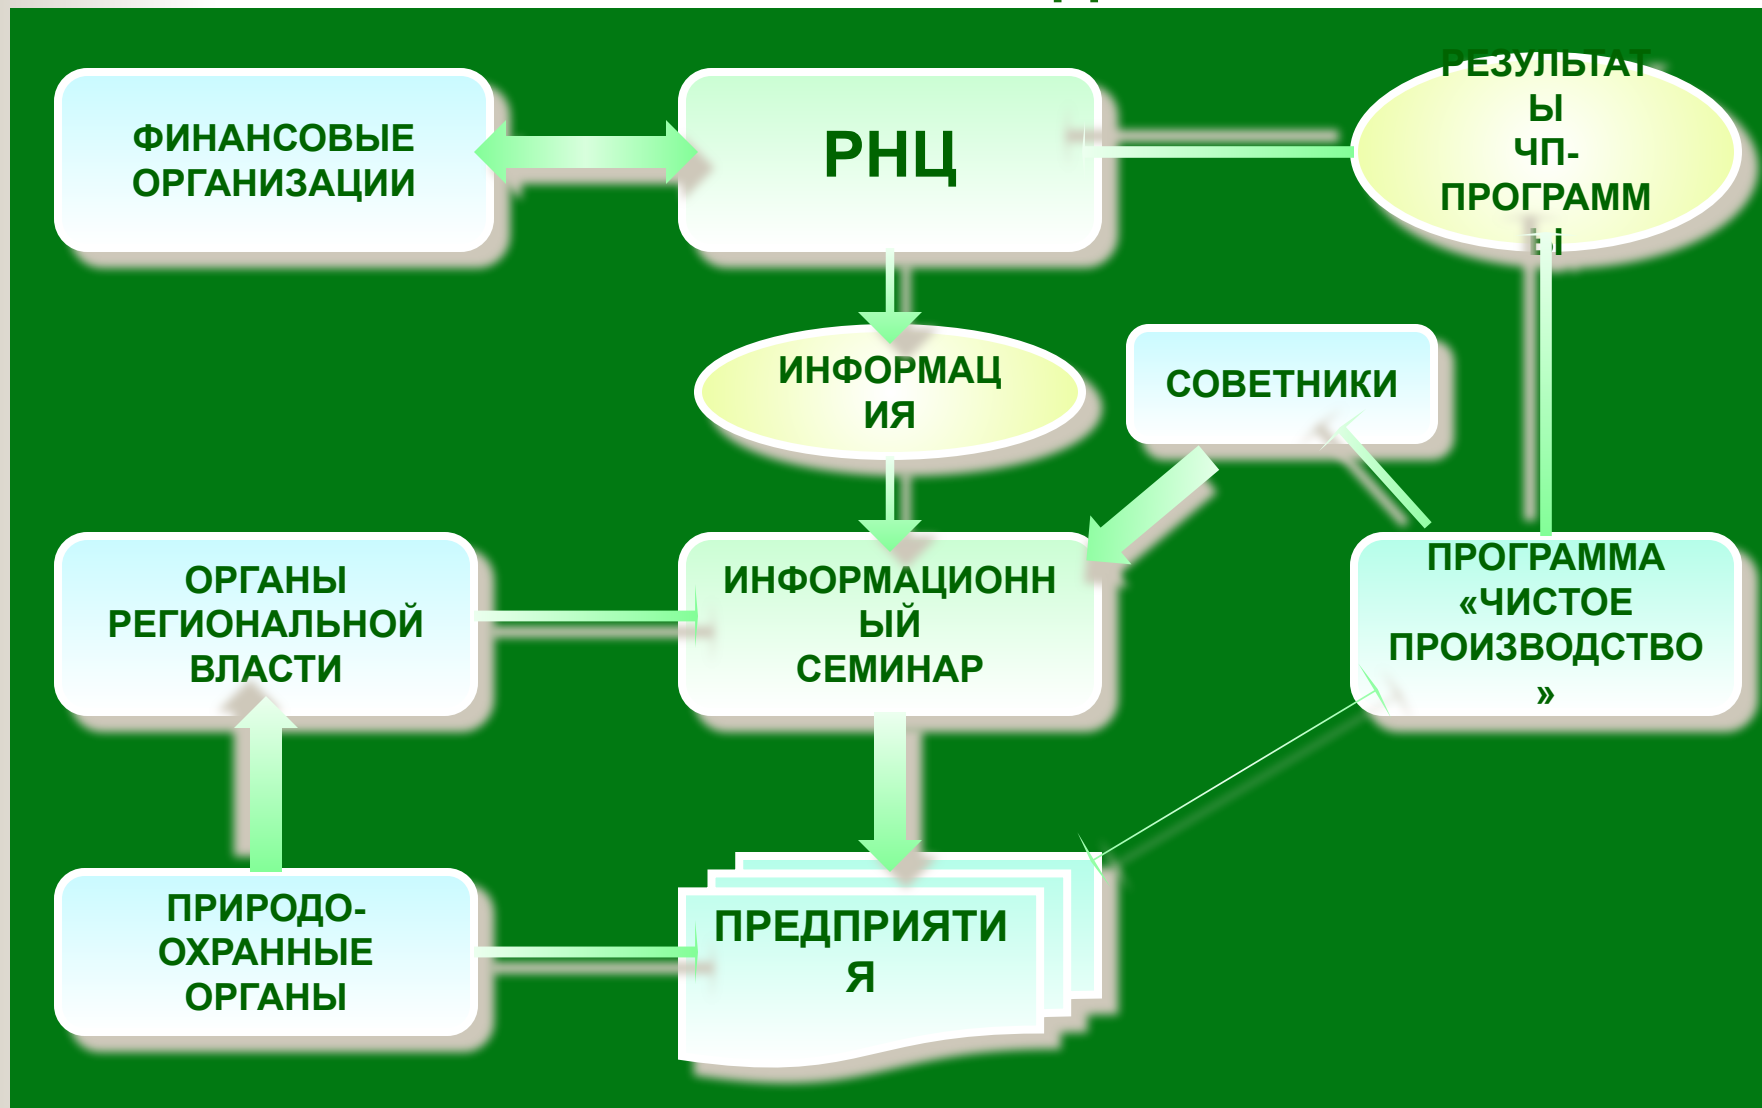 ФИНАНСОВЫЕ
ОРГАНИЗАЦИИ
РНЦ
РЕЗУЛЬТАТ
Ы
ЧП-
ПРОГРАММ
Ы
ИНФОРМАЦ
ИЯ
СОВЕТНИКИ
ОРГАНЫ
РЕГИОНАЛЬНОЙ
ВЛАСТИ
ИНФОРМАЦИОНН
ЫЙ
СЕМИНАР
ПРОГРАММА
«ЧИСТОЕ
ПРОИЗВОДСТВО
»
ПРИРОДО-
ОХРАННЫЕ
ОРГАНЫ
ПРЕДПРИЯТИ
Я